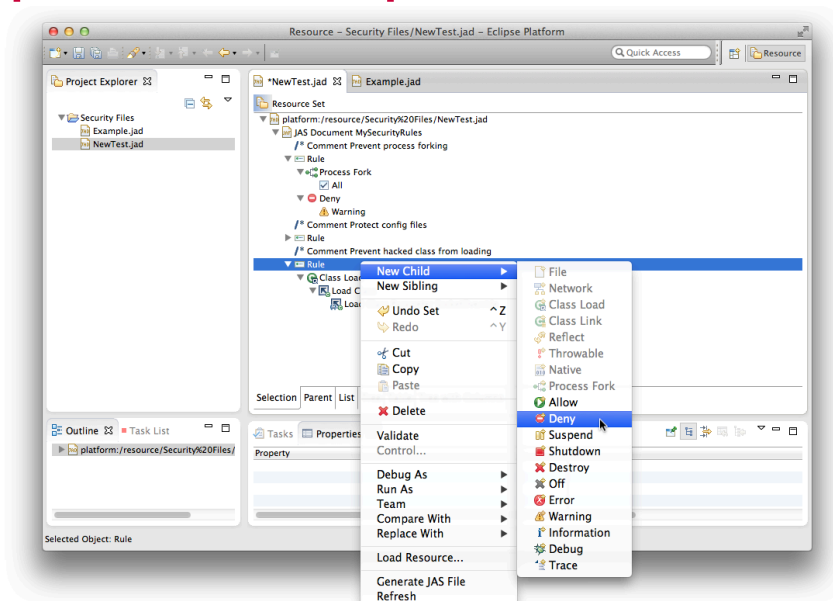 Resource – Security Files/NewTest.jad – Eclipse Platform
Quick Access
Resource
Project Explorer
Security Files
Example.jad
NewTest.jad
*NewTest.jad
Example.jad
Resource Set
platform:/resource/Security%20Files/NewTest.jad
JAS Document MySecurityRules
/* Comment Prevent process forking
Rule
Process Fork
All
Deny
Warning
/* Comment Protect config files
Rule
/* Comment Prevent hacked class from loading
Rule
Class Loa
Load C
Loa
Selection Parent List
New Child
New Sibling
Undo Set ^Z
Redo ^Y
Cut
Copy
Paste
Delete
Validate
Control...
Debug As
Run As
Team
Compare With
Replace With
Load Resource...
Generate JAS File
Refresh
File
Network
Class Load
Class Link
Reflect
Throwable
Native
Process Fork
Allow
Deny
Suspend
Shutdown
Destroy
Off
Error
Warning
Information
Debug
Trace
Outline
Task List
platform:/resource/Security%20Files/
Tasks
Properties
Property
Selected Object: Rule